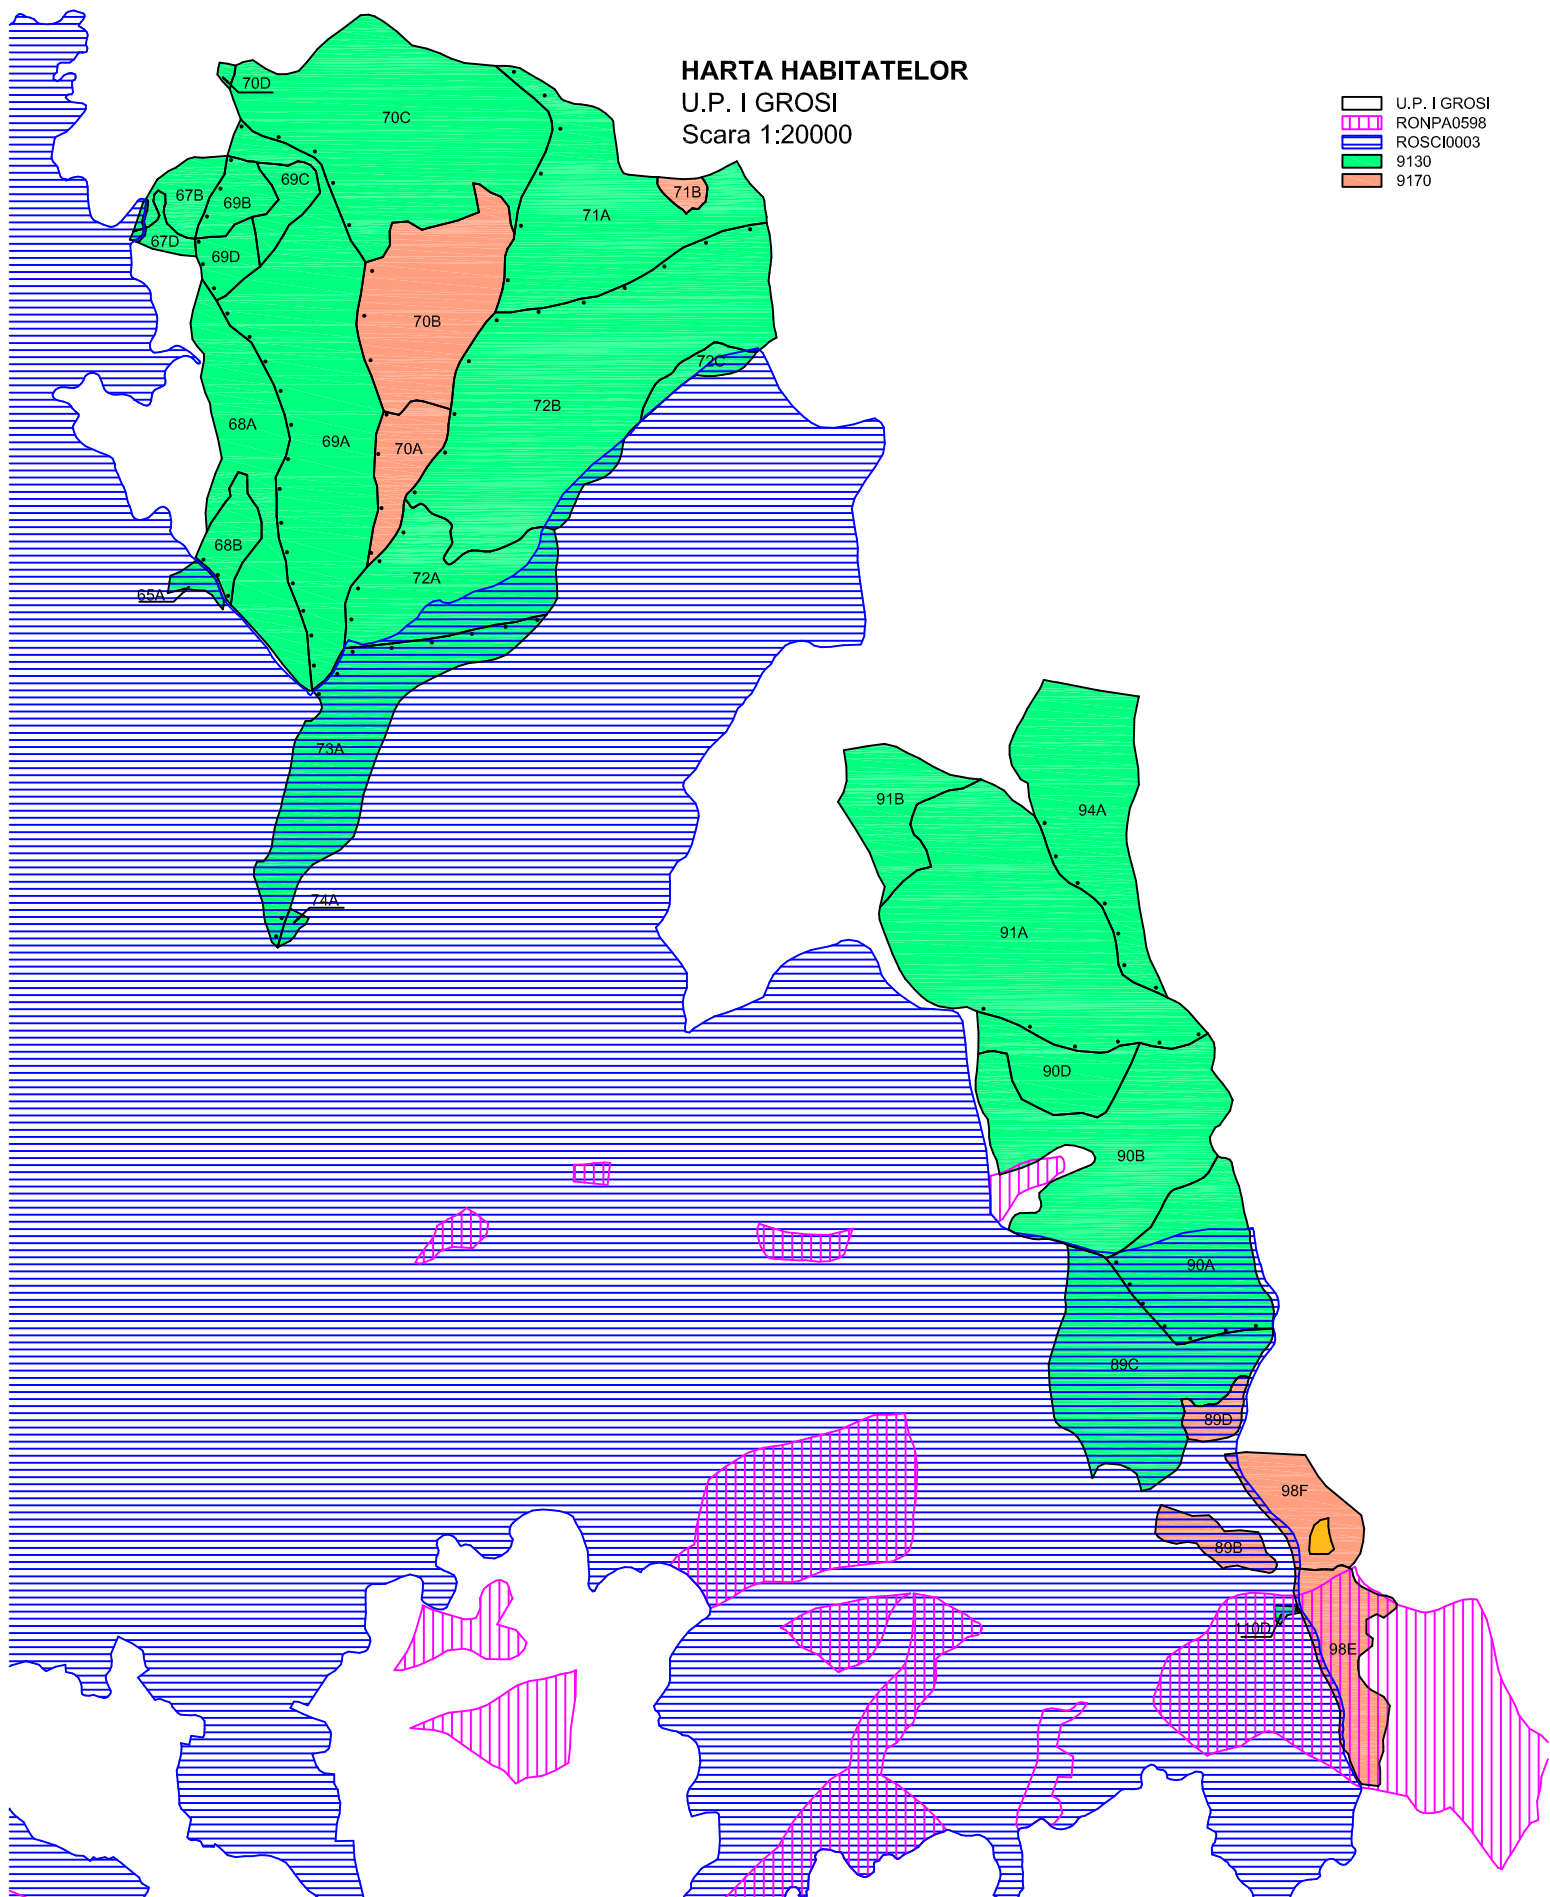 HARTA HABITATELOR
U.P. I GROSI
Scara 1:20000
U.P. I GROSI
RONPA0598
ROSCI0003
9130
9170
70D
70C
69C
67B
69B
71B
71A
67D
69D
70B
72C
72B
68A
69A
70A
68B
72A
65A
73A
91B
94A
74A
91A
90D
90B
90A
89C
89D
98F
89B
110D
98E